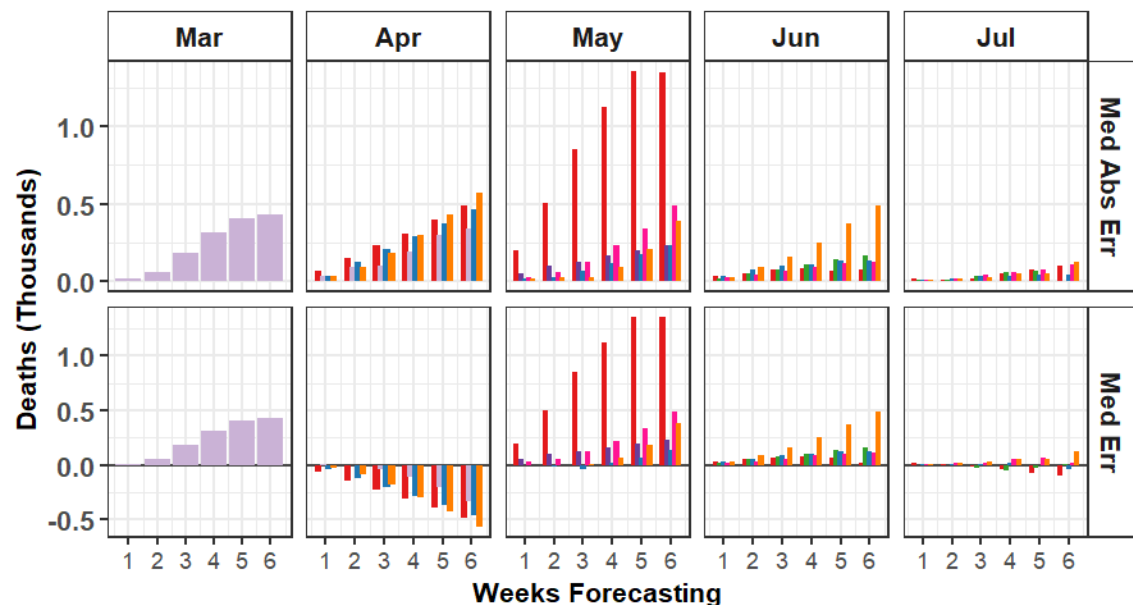 Mar Apr May Jun Jul
Deaths (Thousands)
1.0
0.5
0.0
Med Abs Err
1.0
0.5
0.0
-0.5
Med Err
1 2 3 4 5 6 1 2 3 4 5 6 1 2 3 4 5 6 1 2 3 4 5 6 1 2 3 4 5 6
Weeks Forecasting